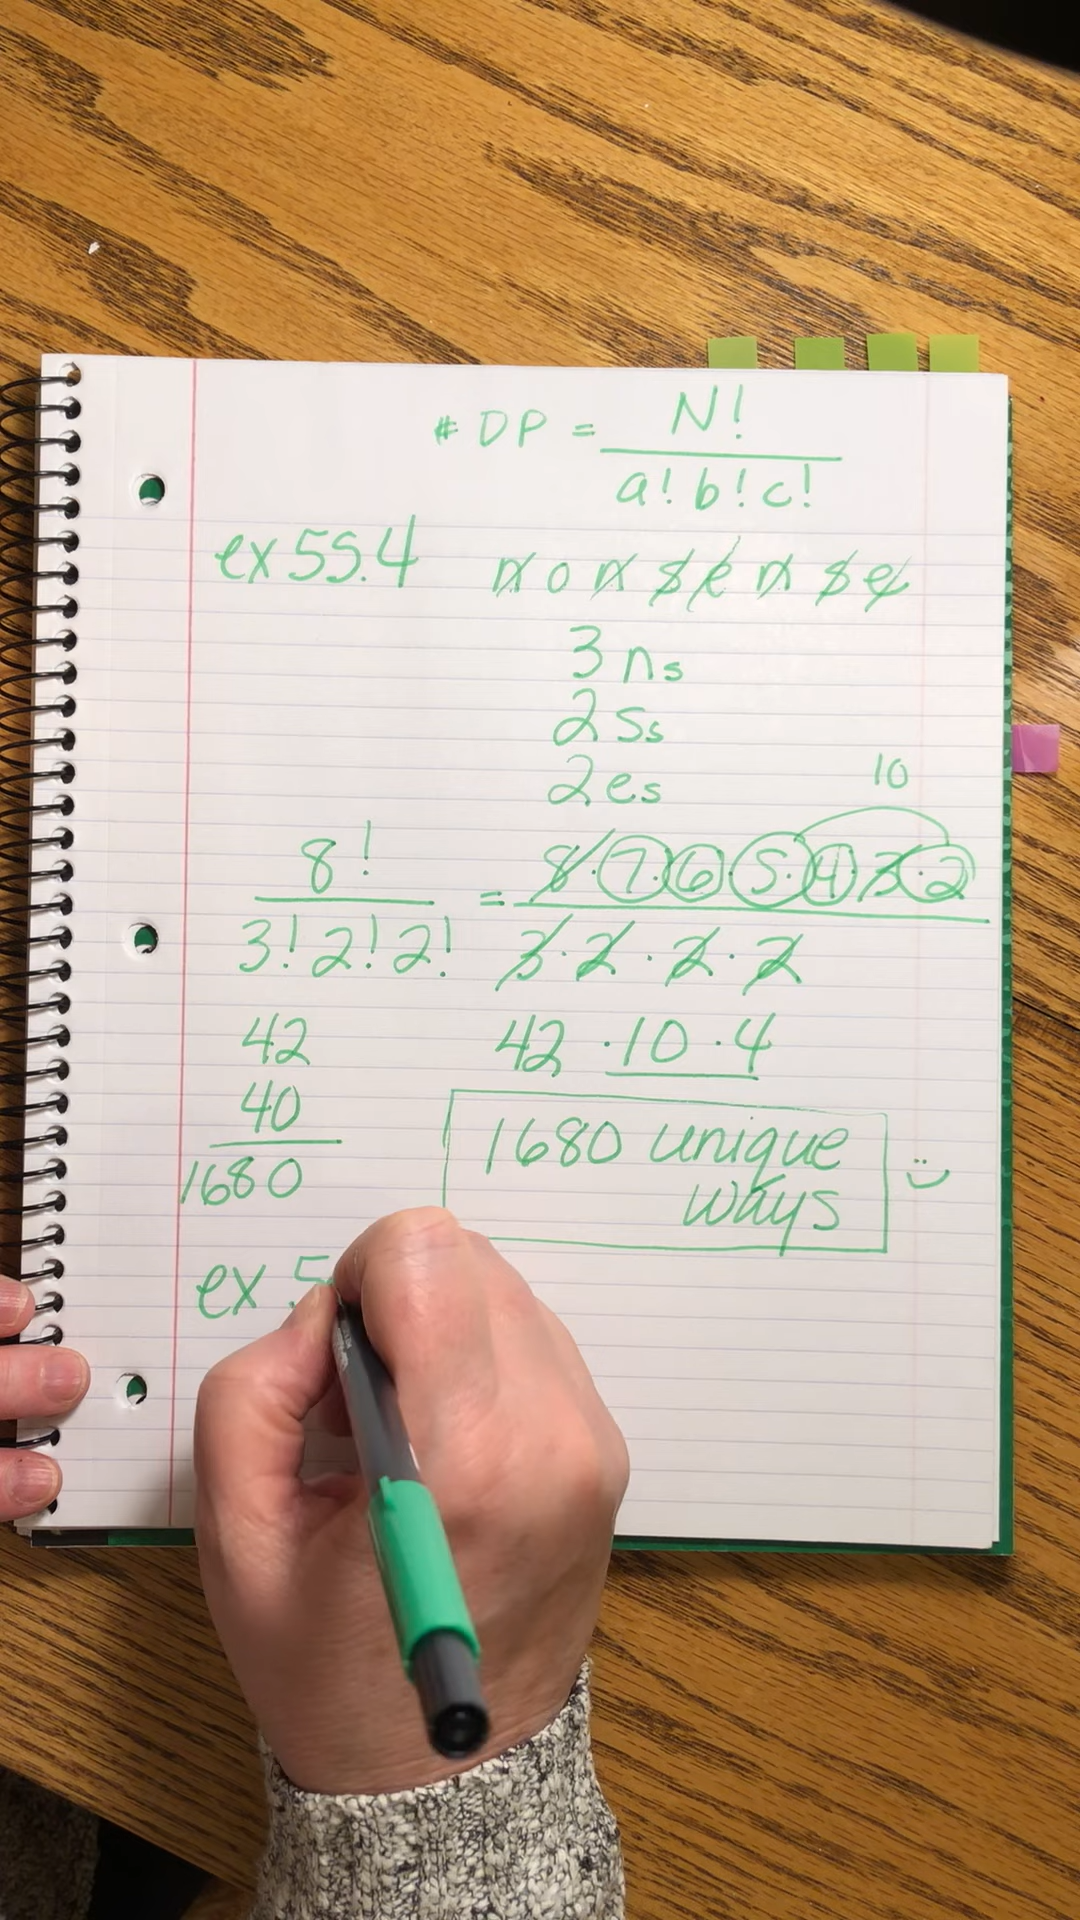 # DP = N!
a! b! c!
ex 55.4 n o n s e n s e
3 ns
2 Ss
2 es
10
8! = 8·7·6·5·4·3·2
3! 2! 2! 3·2·2·2
42 42 · 10 · 4
40
1680
1680 unique
ways
ex 5